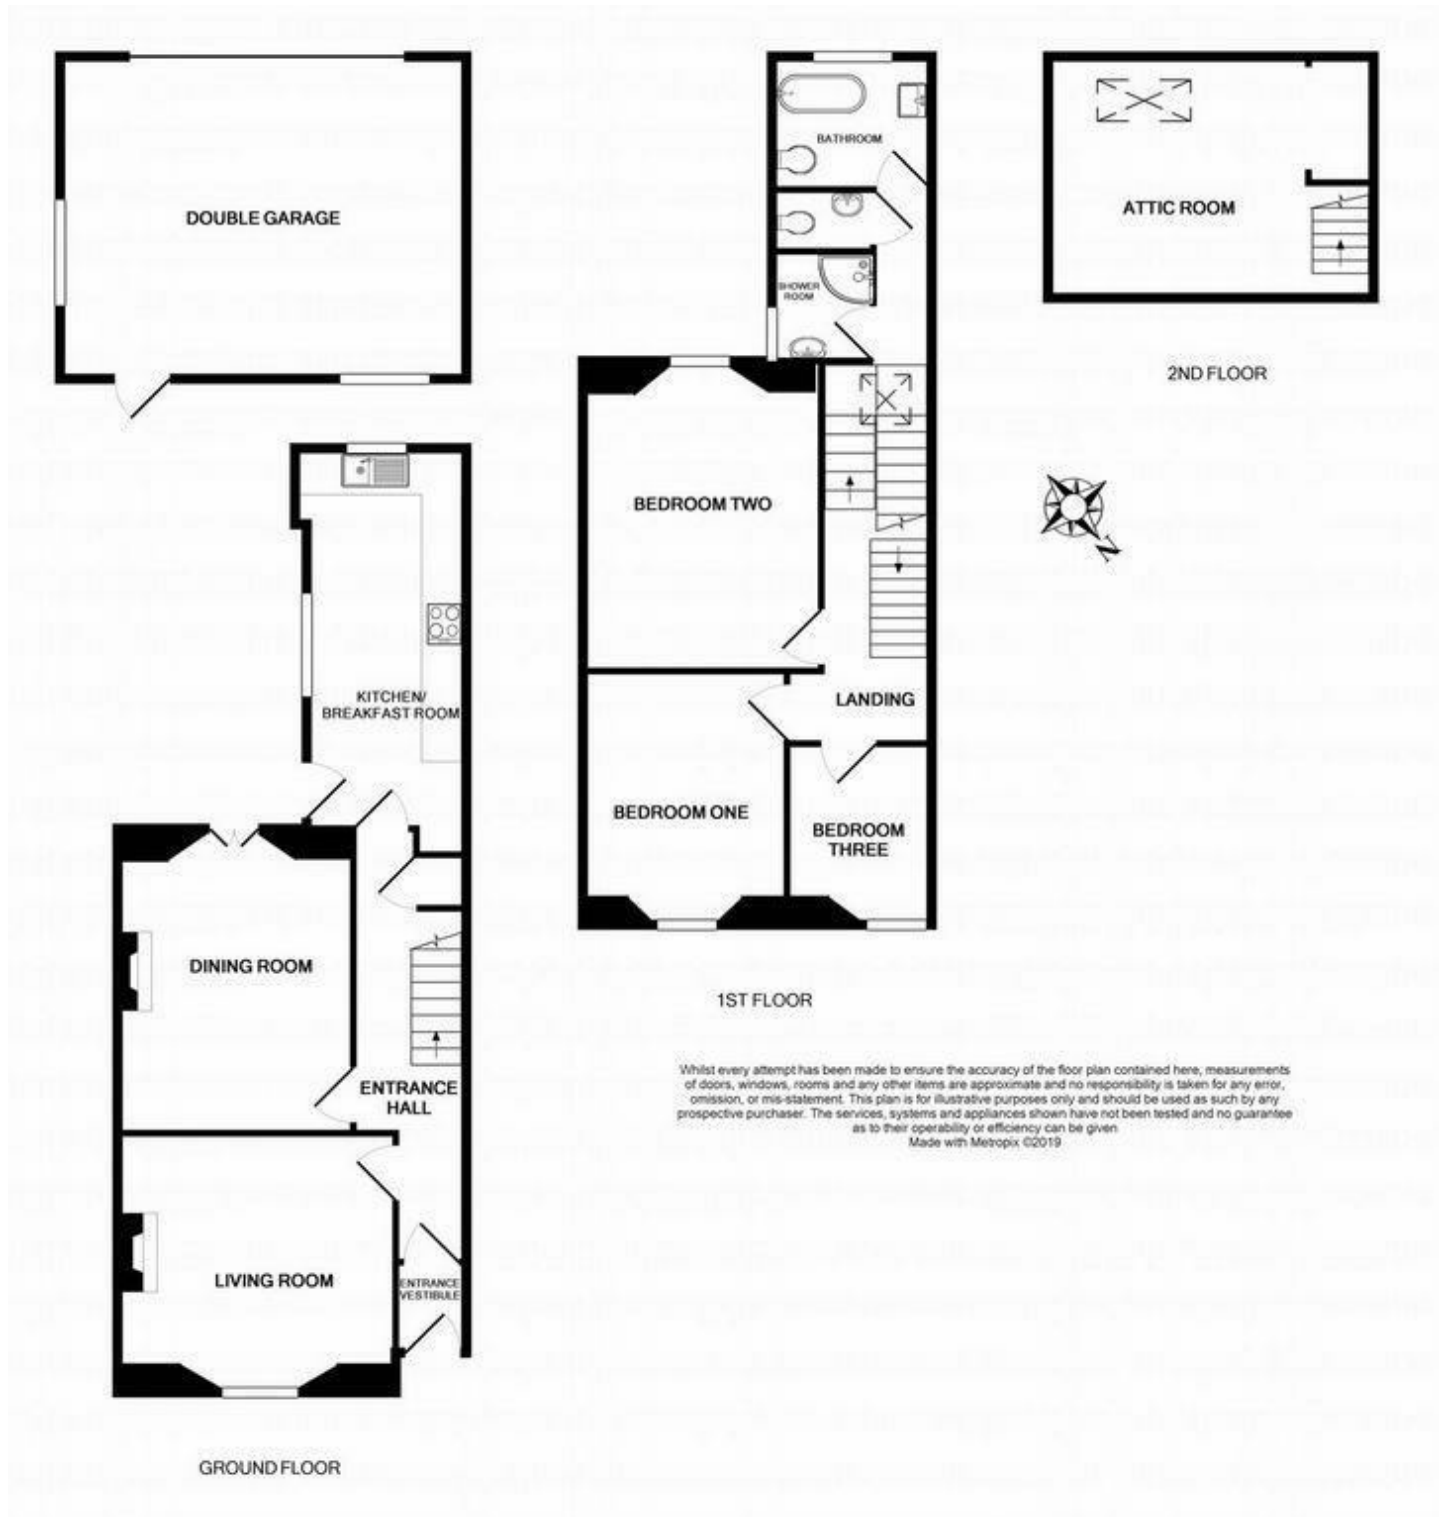 DOUBLE GARAGE
KITCHEN/
BREAKFAST ROOM
DINING ROOM
ENTRANCE
HALL
LIVING ROOM
ENTRANCE
VESTIBULE
GROUND FLOOR
BATHROOM
SHOWER
ROOM
BEDROOM TWO
LANDING
BEDROOM ONE
BEDROOM
THREE
1ST FLOOR
ATTIC ROOM
2ND FLOOR
N
Whilst every attempt has been made to ensure the accuracy of the floor plan contained here, measurements
of doors, windows, rooms and any other items are approximate and no responsibility is taken for any error,
omission, or mis-statement. This plan is for illustrative purposes only and should be used as such by any
prospective purchaser. The services, systems and appliances shown have not been tested and no guarantee
as to their operability or efficiency can be given
Made with Metropix ©2019